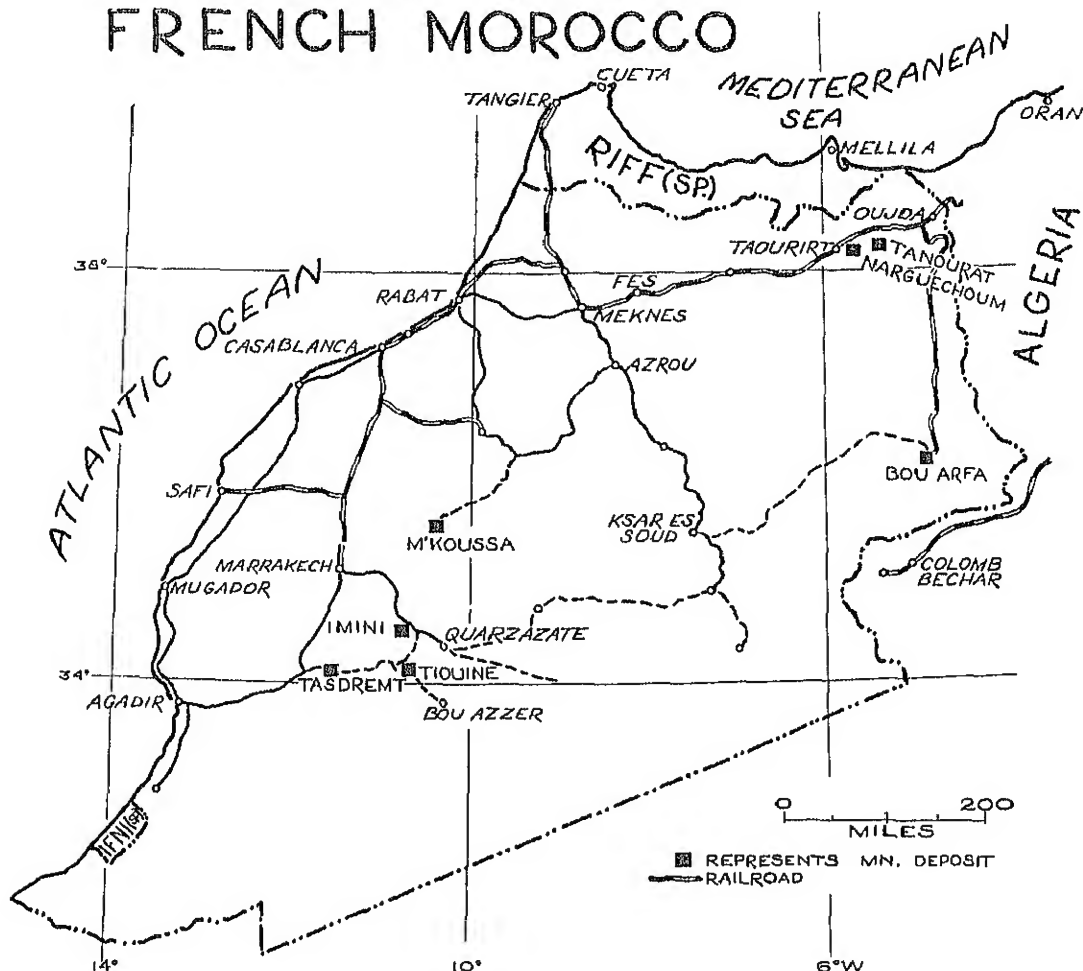 FRENCH MOROCCO
CUETA
MEDITERRANEAN
SEA
TANGIER
ORAN
MELLILA
RIFF (SP.)
OUJDA
TAOURIRT
TANOURAT
NARGUECHOUM
ALGERIA
38°
FES
RABAT
MEKNES
ATLANTIC OCEAN
CASABLANCA
AZROU
BOU ARFA
SAFI
KSAR ES
SOUD
M'KOUSSA
MARRAKECH
COLOMB
BECHAR
MUGADOR
IMINI
QUARZAZATE
34°
TASDREMT
TIOUINE
AGADIR
BOU AZZER
IFNI (SP.)
0 200
MILES
REPRESENTS MN. DEPOSIT
RAILROAD
14° 10° 6°W